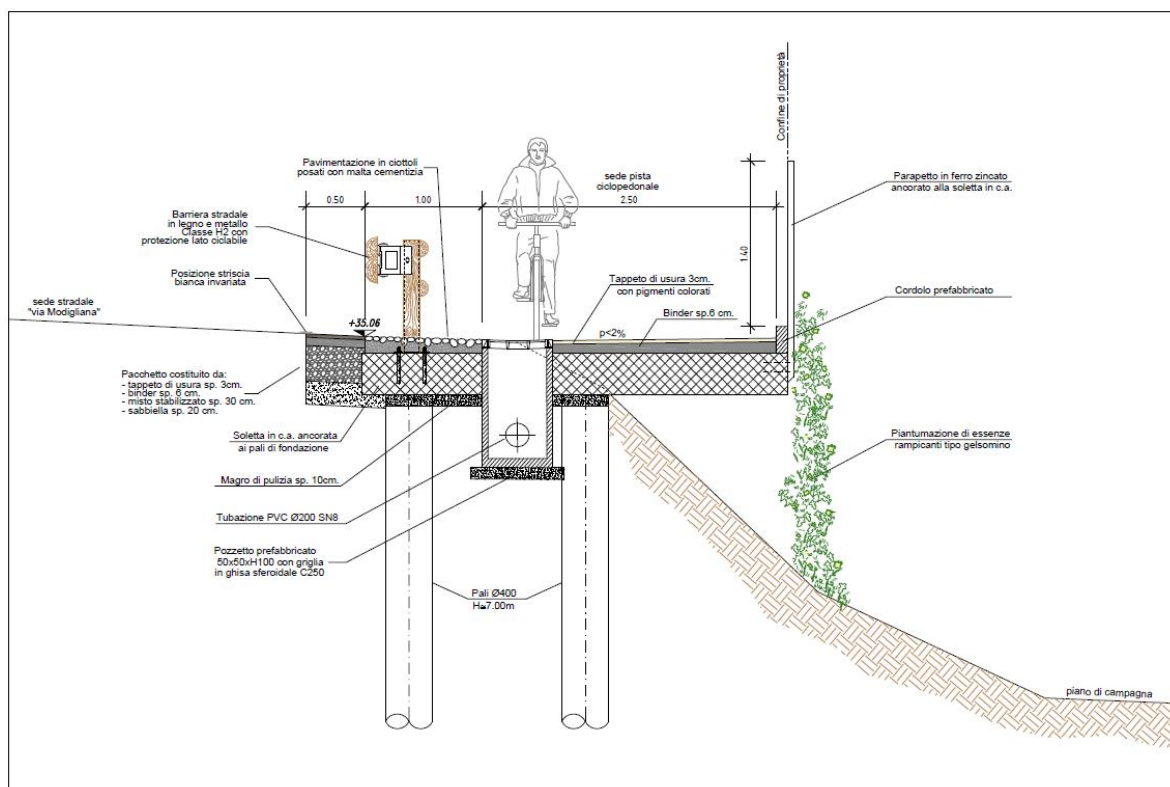 Confine di proprietà
Pavimentazione in ciottoli
posati con malta cementizia
sede pista
ciclopedonale
0.50
1.00
2.50
Parapetto in ferro zincato
ancorato alla soletta in c.a.
Barriera stradale
in legno e metallo
Classe H2 con
protezione lato ciclabile
1.40
Posizione striscia
bianca invariata
Tappeto di usura 3cm.
con pigmenti colorati
Cordolo prefabbricato
sede stradale
"via Modigliana"
Binder sp.6 cm.
+35.06
p<2%
Pacchetto costituito da:
- tappeto di usura sp. 3cm.
- binder sp. 6 cm.
- misto stabilizzato sp. 30 cm.
- sabbiella sp. 20 cm.
Soletta in c.a. ancorata
ai pali di fondazione
Piantumazione di essenze
rampicanti tipo gelsomino
Magro di pulizia sp. 10cm.
Tubazione PVC Ø200 SN8
Pozzetto prefabbricato
50x50xH100 con griglia
in ghisa sferoidale C250
Pali Ø400
H≅7.00m
piano di campagna